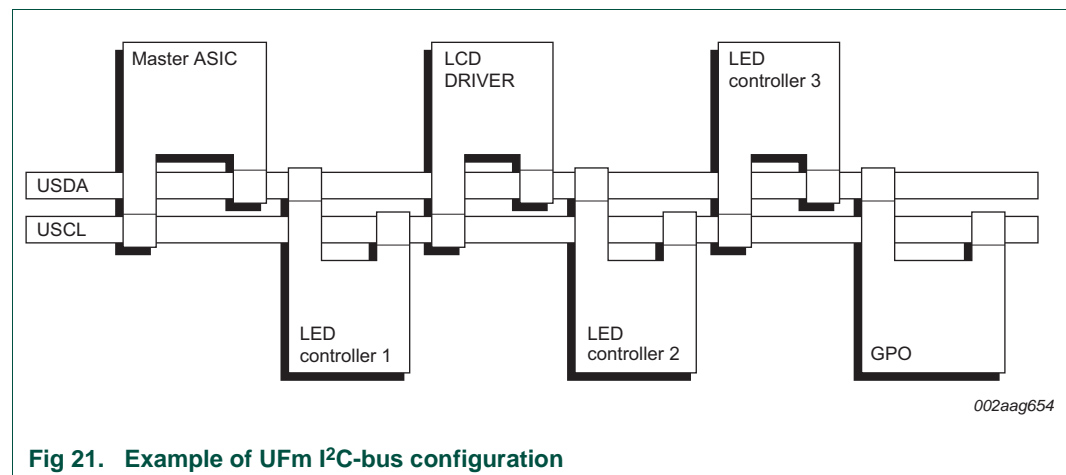 Master ASIC
LCD
DRIVER
LED
controller 3
USDA
USCL
LED
controller 1
LED
controller 2
GPO
002aag654
Fig 21. Example of UFm I²C-bus configuration